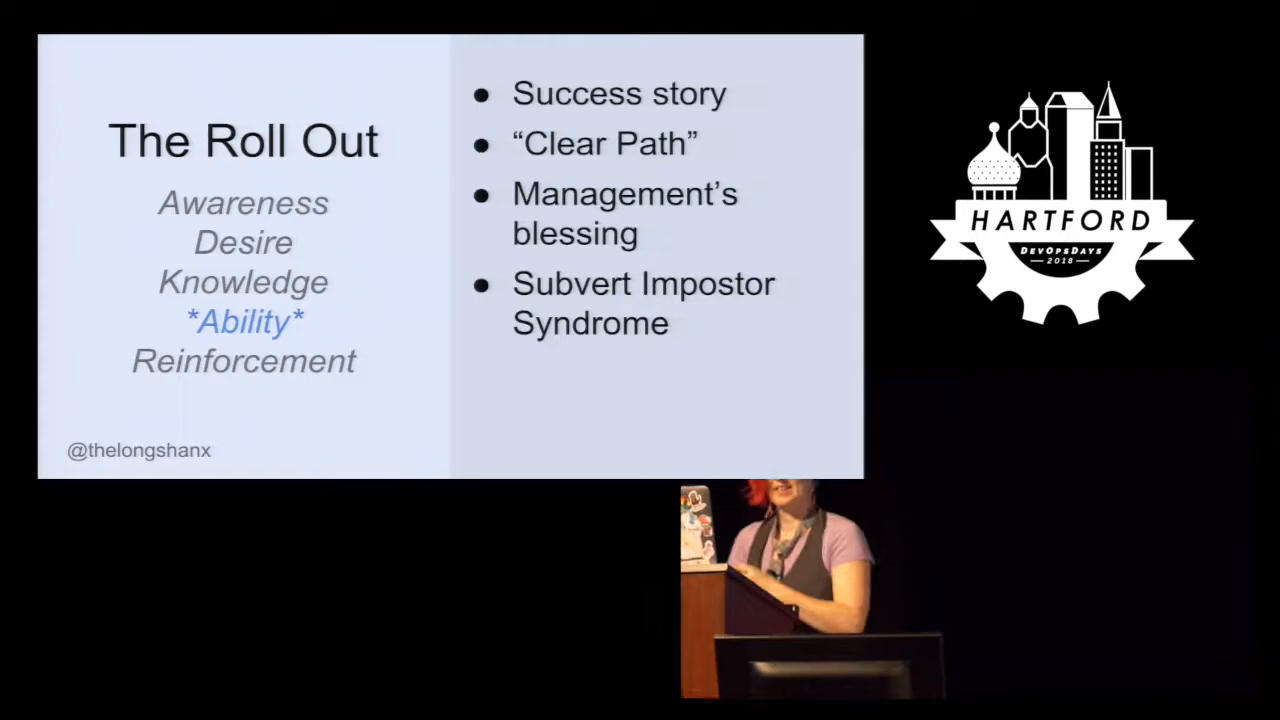 The Roll Out
Awareness
Desire
Knowledge
*Ability*
Reinforcement
@thelongshanx
● Success story
● “Clear Path”
● Management’s
blessing
● Subvert Impostor
Syndrome
HARTFORD
DEVOPSDAYS
—2018—